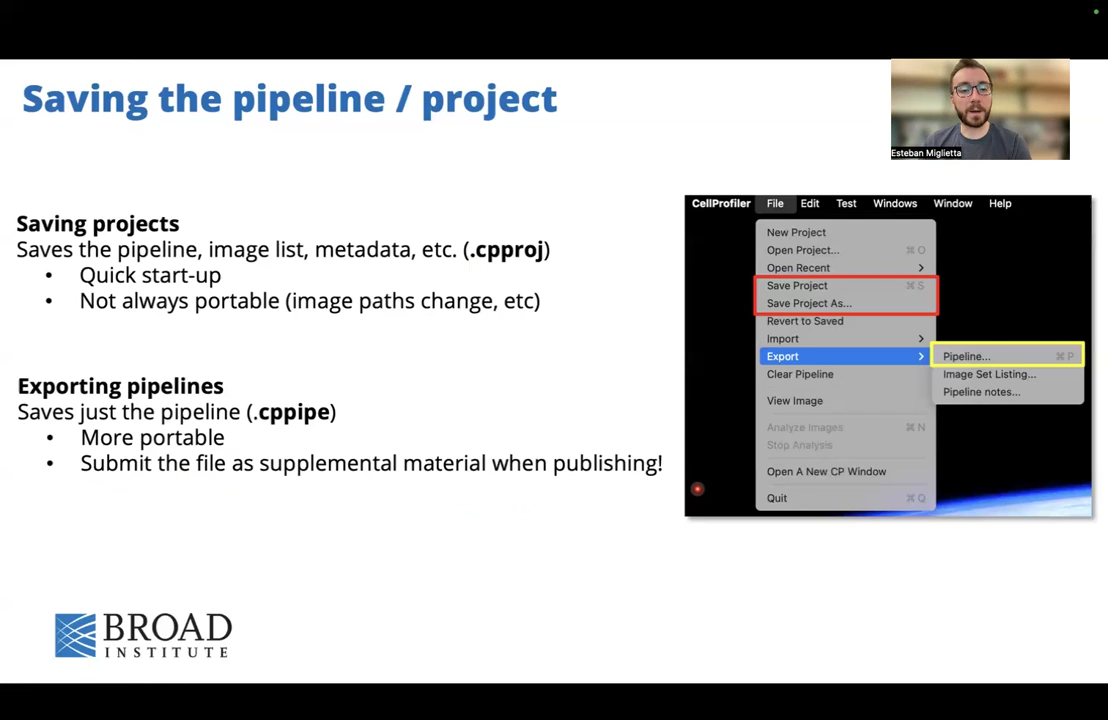 Saving the pipeline / project
Esteban Miglietta
Saving projects
Saves the pipeline, image list, metadata, etc. (.cpproj)
• Quick start-up
• Not always portable (image paths change, etc)
Exporting pipelines
Saves just the pipeline (.cppipe)
• More portable
• Submit the file as supplemental material when publishing!
CellProfiler File Edit Test Windows Window Help
New Project
Open Project... ⌘ O
Open Recent >
Save Project ⌘ S
Save Project As...
Revert to Saved
Import >
Export >
Pipeline... ⌘ P
Clear Pipeline
Image Set Listing...
Pipeline notes...
View Image
Analyze Images ⌘ N
Stop Analysis
Open A New CP Window
Quit ⌘ Q
BROAD
INSTITUTE